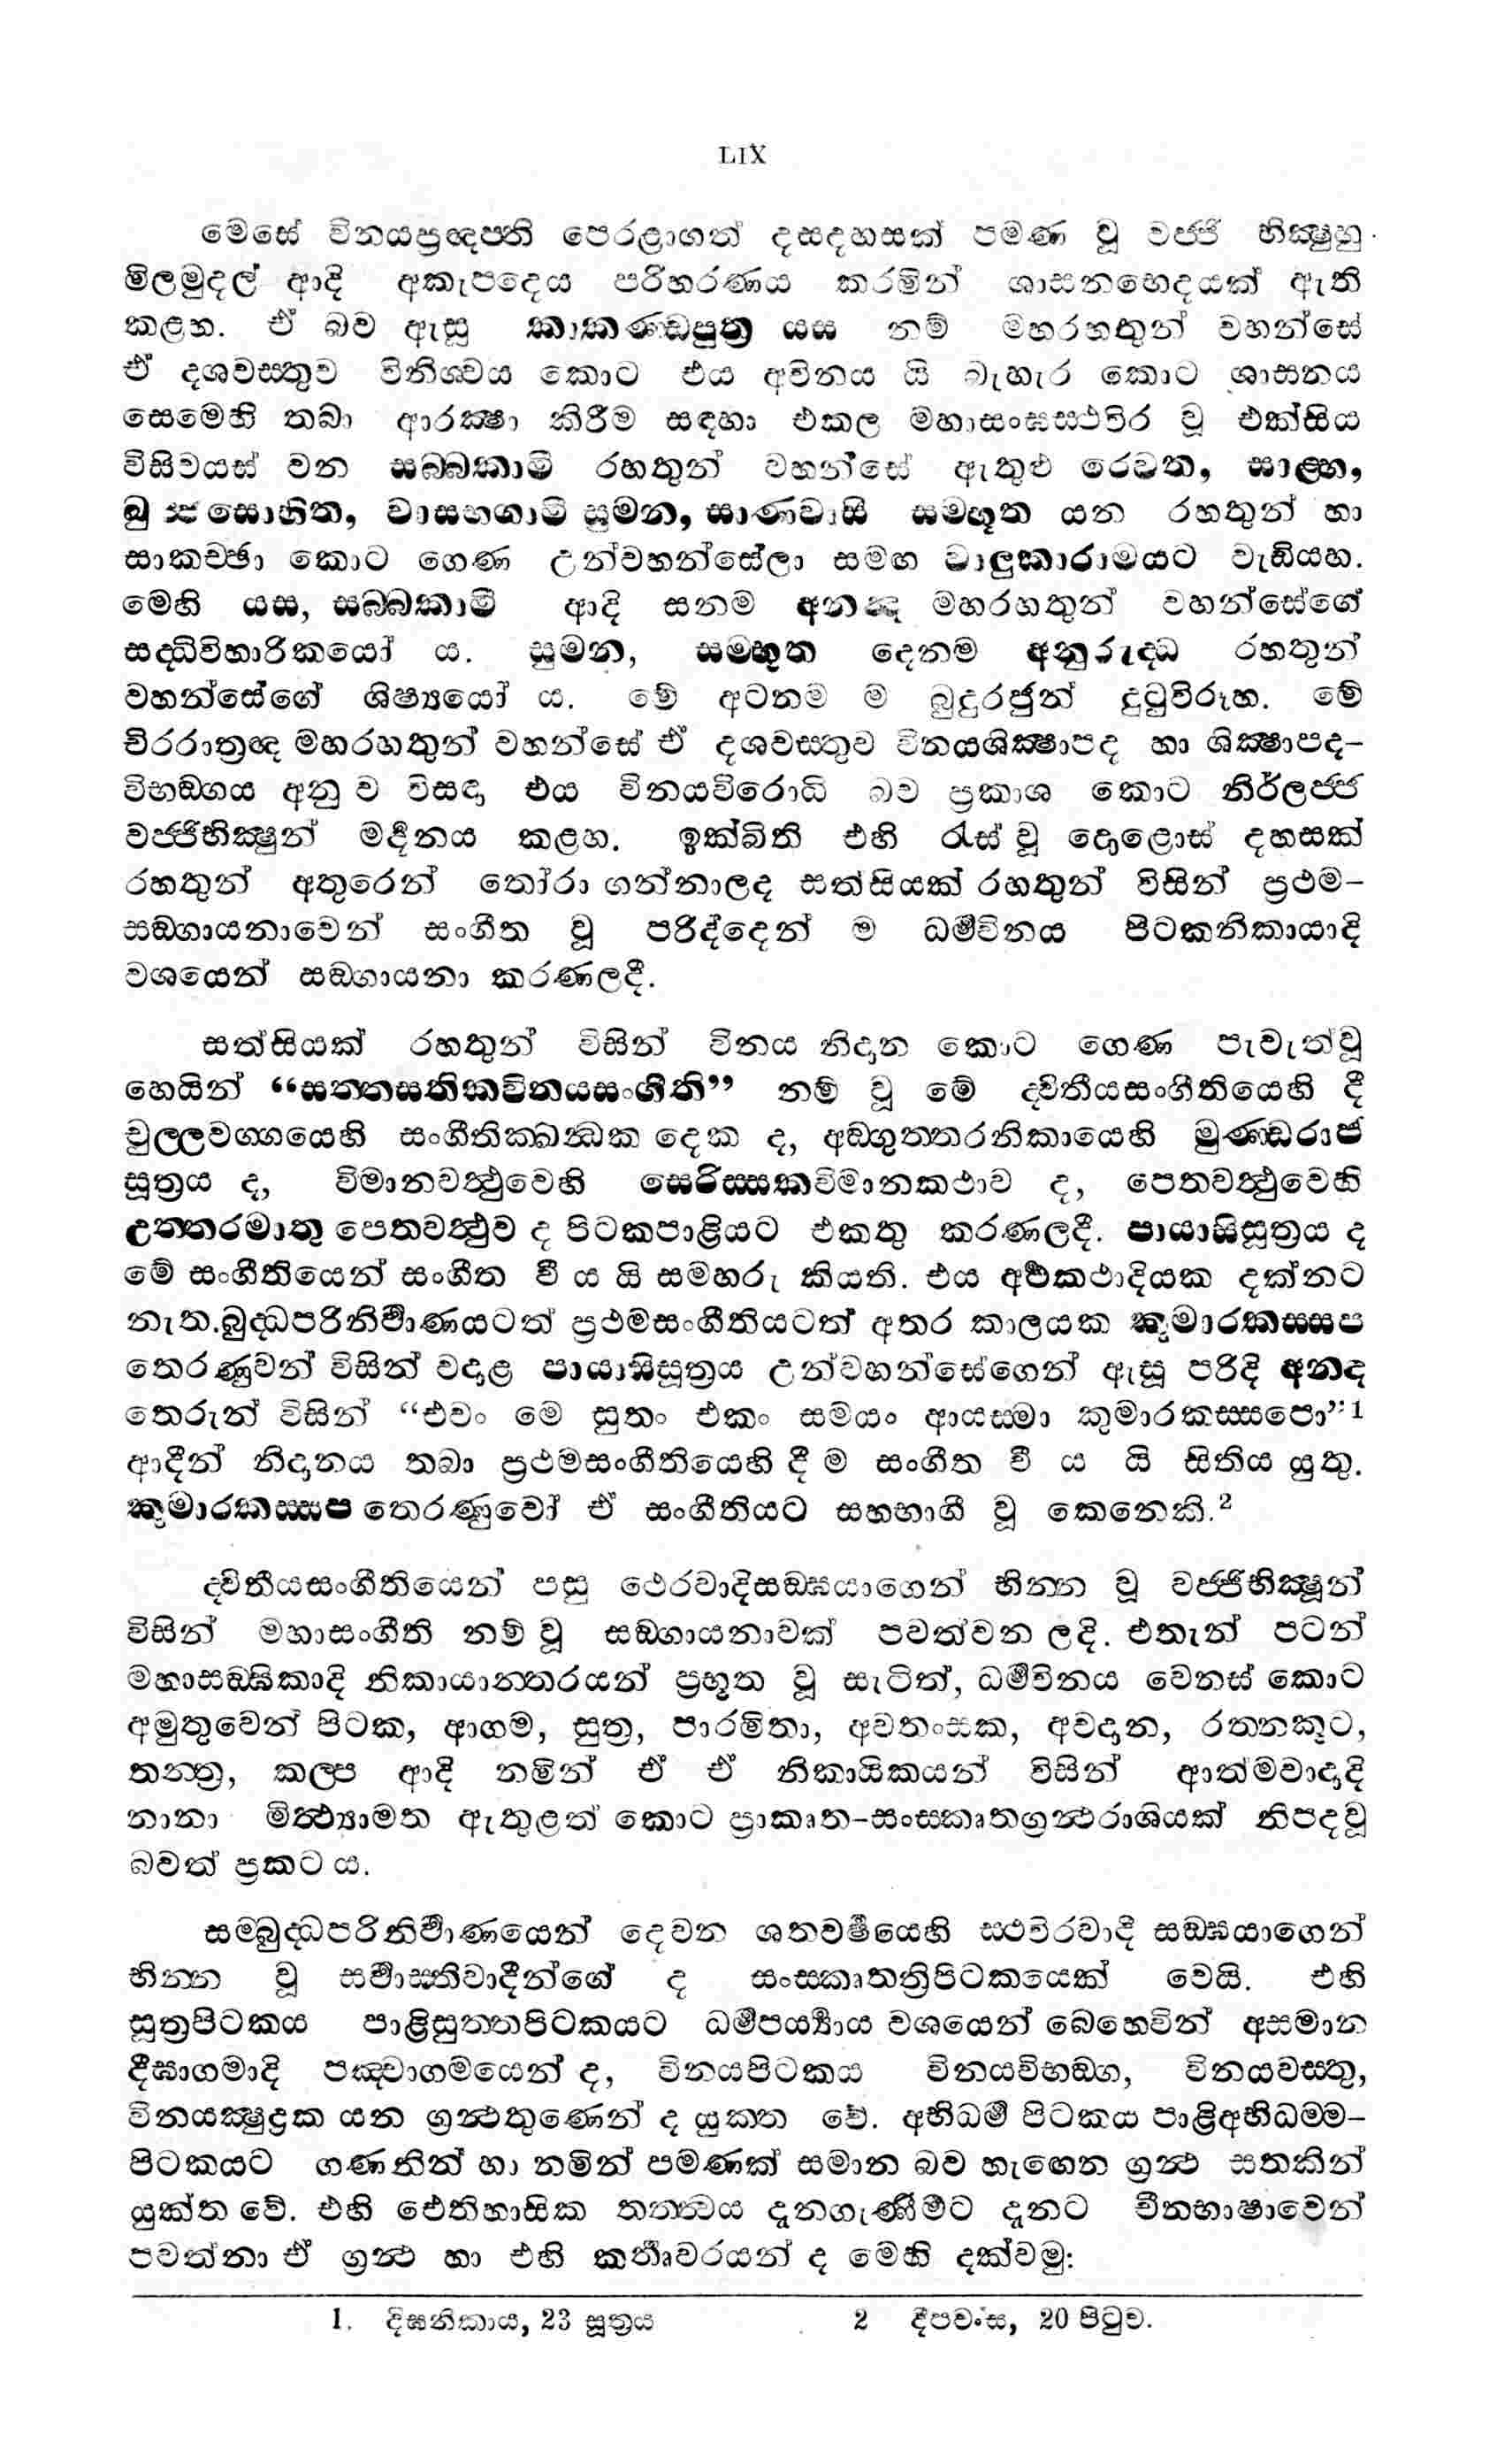 LIX
මෙසේ විනයප්‍රඥප්ති පෙරළාගත් දසදහසක් පමණ වූ වජ්ජි භික්‍ෂුහු
මිලමුදල් ආදි අකැපදෙය පරිහරණය කරමින් ශාසනභෙදයක් ඇති
කළහ. ඒ බව ඇසූ කාකණ්ඩපුත්‍ර යස නම් මහරහතුන් වහන්සේ
ඒ දශවස්තුව විනිශ්චය කොට එය අවිනය යි බැහැර කොට ශාසනය
සෙමෙහි තබා ආරක්‍ෂා කිරීම සඳහා එකල මහාසංඝස්ථවිර වූ එක්සිය
විසිවයස් වන සබ්බකාමී රහතුන් වහන්සේ ඇතුළු රෙවත, සාළ්හ,
ඛුජ්ජසොභිත, වාසභගාමී සුමන, සාණවාසී සම්භූත යන රහතුන් හා
සාකච්ඡා කොට ගෙණ උන්වහන්සේලා සමඟ වාලුකාරාමයට වැඩියහ.
මෙහි යස, සබ්බකාමී ආදි සනම අනඳ මහරහතුන් වහන්සේගේ
සද්ධිවිහාරිකයෝ ය. සුමන, සම්භූත දෙනම අනුරුද්ධ රහතුන්
වහන්සේගේ ශිෂ්‍යයෝ ය. මේ අටනම ම බුදුරජුන් දුටුවිරූහ. මේ
චිරරාත්‍රඥ මහරහතුන් වහන්සේ ඒ දශවස්තුව විනයශික්‍ෂාපද හා ශික්‍ෂාපද-
විභඞ්ගය අනු ව විසඳා එය විනයවිරොධි බව ප්‍රකාශ කොට නිර්ලජ්ජ
වජ්ජිභික්‍ෂුන් මර්‍දනය කළහ. ඉක්බිති එහි රැස් වූ දොළොස් දහසක්
රහතුන් අතුරෙන් තෝරා ගන්නාලද සත්සියක් රහතුන් විසින් ප්‍රථම-
සඞ්ගායනාවෙන් සංගීත වූ පරිද්දෙන් ම ධර්‍මවිනය පිටකනිකායාදි
වශයෙන් සඞ්ගායනා කරණලදී.
සත්සියක් රහතුන් විසින් විනය නිදාන කොට ගෙණ පැවැත්වූ
හෙයින් “සත්තසතිකවිනයසංගීති” නම් වූ මේ ද්විතීයසංගීතියෙහි දී
චුල්ලවග්ගයෙහි සංගීතික්ඛන්ධක දෙක ද, අඞ්ගුත්තරනිකායෙහි මුණ්ඩරාජ
සූත්‍රය ද, විමානවත්ථුවෙහි සෙරිස්සකවිමානකථාව ද, පෙතවත්ථුවෙහි
උත්තරමාතු පෙතවත්ථුව ද පිටකපාළියට එකතු කරණලදී. පායාසිසූත්‍රය ද
මේ සංගීතියෙන් සංගීත වී ය යි සමහරු කියති. එය අර්‍ථකථාදියක දක්නට
නැත.බුද්ධපරිනිර්‍වාණයටත් ප්‍රථමසංගීතියටත් අතර කාලයක කුමාරකස්සප
තෙරණුවන් විසින් වදාළ පායාසිසූත්‍රය උන්වහන්සේගෙන් ඇසූ පරිදි අනඳ
තෙරුන් විසින් “එවං මෙ සුතං එකං සමයං ආයස්මා කුමාරකස්සපො”1
ආදීන් නිදානය තබා ප්‍රථමසංගීතියෙහි දී ම සංගීත වී ය යි සිතිය යුතු.
කුමාරකස්සප තෙරණුවෝ ඒ සංගීතියට සහභාගී වූ කෙනෙකි.2
ද්විතීයසංගීතියෙන් පසු ථෙරවාදිසඞ්ඝයාගෙන් භින්න වූ වජ්ජිභික්‍ෂූන්
විසින් මහාසංගීති නම් වූ සඞ්ගායනාවක් පවත්වන ලදි. එතැන් පටන්
මහාසඞ්ඝිකාදි නිකායාන්තරයන් ප්‍රභූත වූ සැටිත්, ධර්‍මවිනය වෙනස් කොට
අමුතුවෙන් පිටක, ආගම, සුත්‍ර, පාරමිතා, අවතංසක, අවදාන, රත්නකූට,
තන්ත්‍ර, කල්ප ආදි නමින් ඒ ඒ නිකායිකයන් විසින් ආත්මවාදාදි
නානා මිත්‍ථ්‍යාමත ඇතුළත් කොට ප්‍රාකෘත-සංස්කෘතග්‍රන්ථරාශියක් නිපදවූ
බවත් ප්‍රකට ය.
සම්බුද්ධපරිනිර්‍වාණයෙන් දෙවන ශතවර්‍ෂයෙහි ස්ථවිරවාදී සඞ්ඝයාගෙන්
භින්න වූ සර්‍වාස්තිවාදීන්ගේ ද සංස්කෘතත්‍රිපිටකයෙක් වෙයි. එහි
සූත්‍රපිටකය පාළිසුත්තපිටකයට ධර්‍මපර්‍ය්‍යාය වශයෙන් බෙහෙවින් අසමාන
දීර්‍ඝාගමාදි පඤ්චාගමයෙන් ද, විනයපිටකය විනයවිභඞ්ග, විනයවස්තු,
විනයක්‍ෂුද්‍රක යන ග්‍රන්ථතුණෙන් ද යුක්ත වේ. අභිධර්‍ම පිටකය පාළිඅභිධම්ම-
පිටකයට ගණනින් හා නමින් පමණක් සමාන බව හැඟෙන ග්‍රන්ථ සතකින්
යුක්ත වේ. එහි ඓතිහාසික තත්ත්‍වය දැනගැණීමට දැනට චීනභාෂාවෙන්
පවත්නා ඒ ග්‍රන්ථ හා එහි කර්‍තෘවරයන් ද මෙහි දක්වමු:
1. දිඝනිකාය, 23 සූත්‍රය 2 දීපවංස, 20 පිටුව.